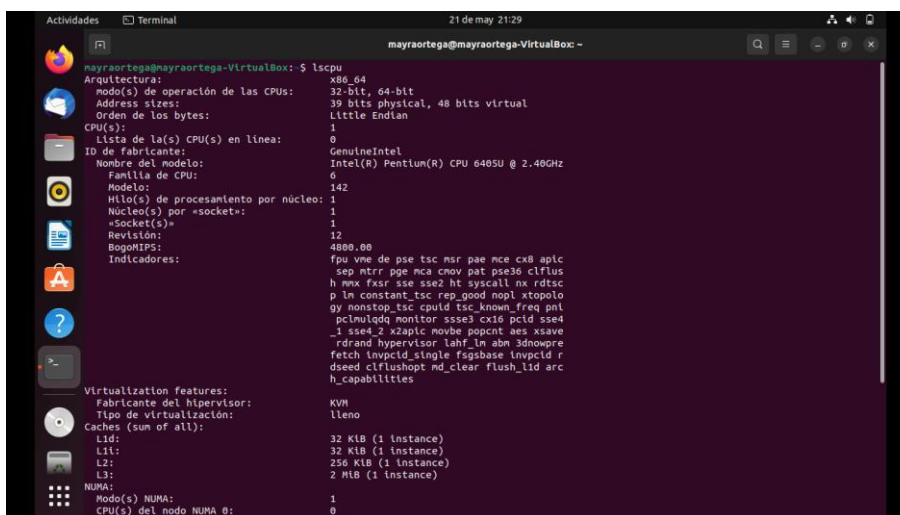 Actividades Terminal 21 de may 21:29
mayraortega@mayraortega-VirtualBox: ~
mayraortega@mayraortega-VirtualBox:~$ lscpu
Arquitectura: x86_64
modo(s) de operación de las CPUs: 32-bit, 64-bit
Address sizes: 39 bits physical, 48 bits virtual
Orden de los bytes: Little Endian
CPU(s): 1
Lista de la(s) CPU(s) en línea: 0
ID de fabricante: GenuineIntel
Nombre del modelo: Intel(R) Pentium(R) CPU 6405U @ 2.40GHz
Familia de CPU: 6
Modelo: 142
Hilo(s) de procesamiento por núcleo: 1
Núcleo(s) por «socket»: 1
«Socket(s)» 1
Revisión: 12
BogoMIPS: 4800.00
Indicadores: fpu vme de pse tsc msr pae mce cx8 apic
sep mtrr pge mca cmov pat pse36 clflus
h mmx fxsr sse sse2 ht syscall nx rdtsc
p lm constant_tsc rep_good nopl xtopolo
gy nonstop_tsc cpuid tsc_known_freq pni
pclmulqdq monitor ssse3 cx16 pcid sse4
_1 sse4_2 x2apic movbe popcnt aes xsave
rdrand hypervisor lahf_lm abm 3dnowpre
fetch invpcid_single fsgsbase invpcid r
dseed clflushopt md_clear flush_l1d arc
h_capabilities
Virtualization features:
Fabricante del hipervisor: KVM
Tipo de virtualización: lleno
Caches (sum of all):
L1d: 32 KiB (1 instance)
L1i: 32 KiB (1 instance)
L2: 256 KiB (1 instance)
L3: 2 MiB (1 instance)
NUMA:
Modo(s) NUMA: 1
CPU(s) del nodo NUMA 0: 0